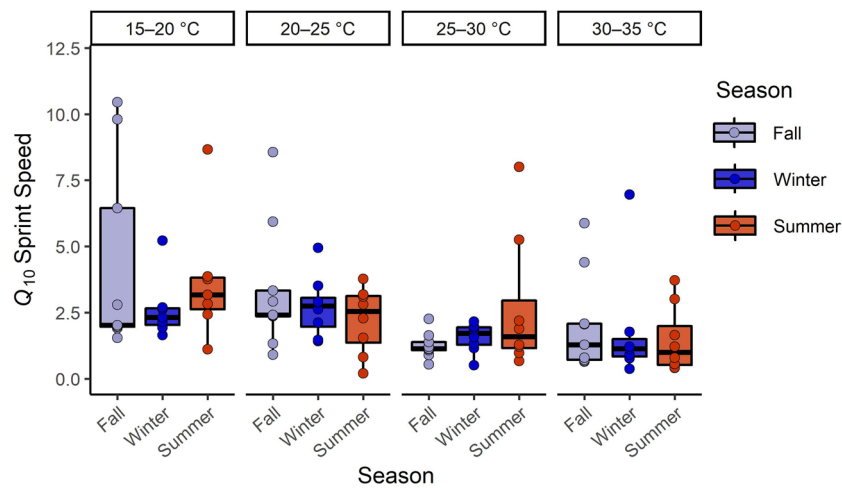 15–20 °C
20–25 °C
25–30 °C
30–35 °C
12.5
10.0
7.5
5.0
2.5
0.0
Q10 Sprint Speed
Fall
Winter
Summer
Fall
Winter
Summer
Fall
Winter
Summer
Fall
Winter
Summer
Season
Season
Fall
Winter
Summer